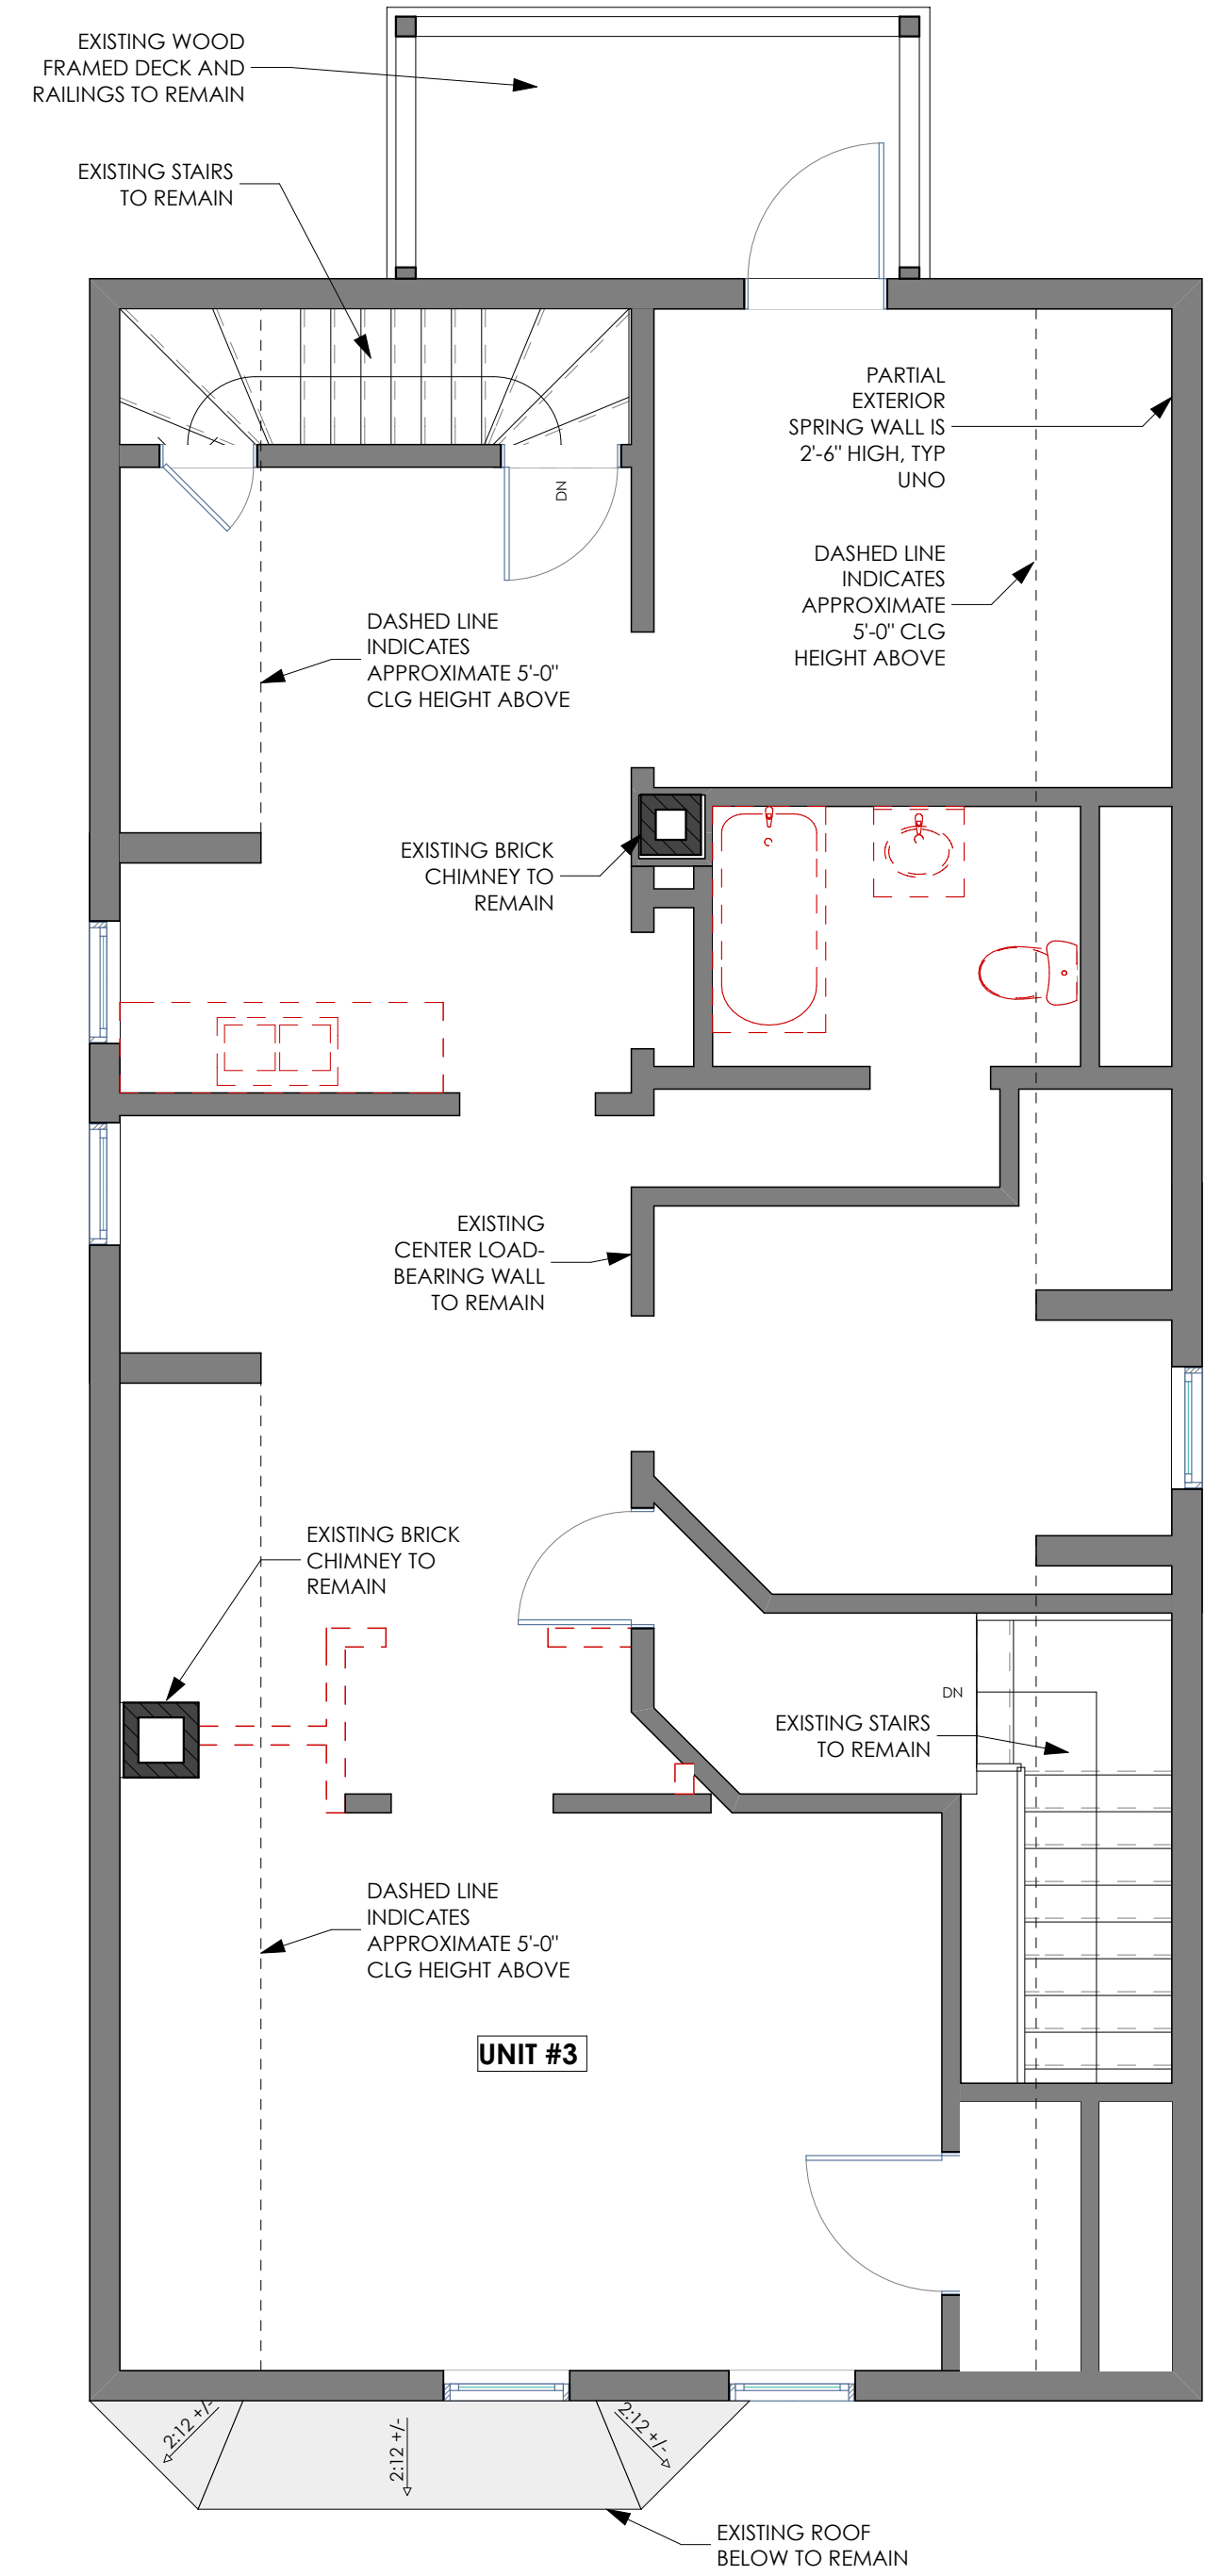 EXISTING WOOD
FRAMED DECK AND
RAILINGS TO REMAIN
EXISTING STAIRS
TO REMAIN
PARTIAL
EXTERIOR
SPRING WALL IS
2'-6" HIGH, TYP
UNO
DN
DASHED LINE
INDICATES
APPROXIMATE
5'-0" CLG
HEIGHT ABOVE
DASHED LINE
INDICATES
APPROXIMATE 5'-0"
CLG HEIGHT ABOVE
EXISTING BRICK
CHIMNEY TO
REMAIN
EXISTING
CENTER LOAD-
BEARING WALL
TO REMAIN
EXISTING BRICK
CHIMNEY TO
REMAIN
DN
EXISTING STAIRS
TO REMAIN
DASHED LINE
INDICATES
APPROXIMATE 5'-0"
CLG HEIGHT ABOVE
UNIT #3
2:12 +/-
2:12 +/-
2:12 +/-
EXISTING ROOF
BELOW TO REMAIN